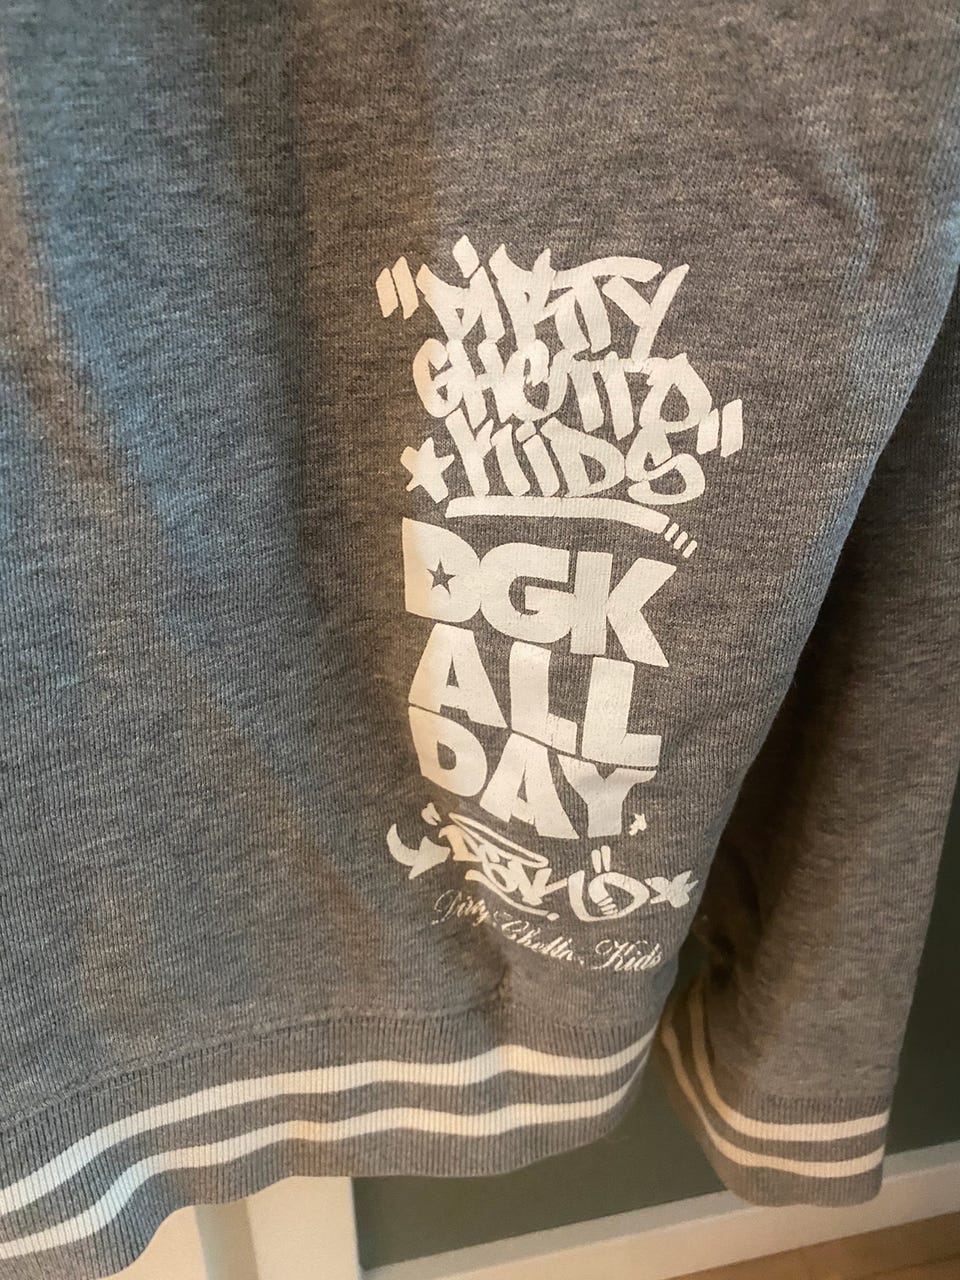 "DiRTY
GHETTO
KiDS"
DGK
ALL
DAY.
Dirty Ghetto Kids